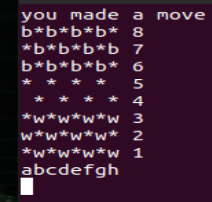 you made a move
b*b*b*b* 8
*b*b*b*b 7
b*b*b*b* 6
* * * *  5
 * * * * 4
*w*w*w*w 3
w*w*w*w* 2
*w*w*w*w 1
abcdefgh